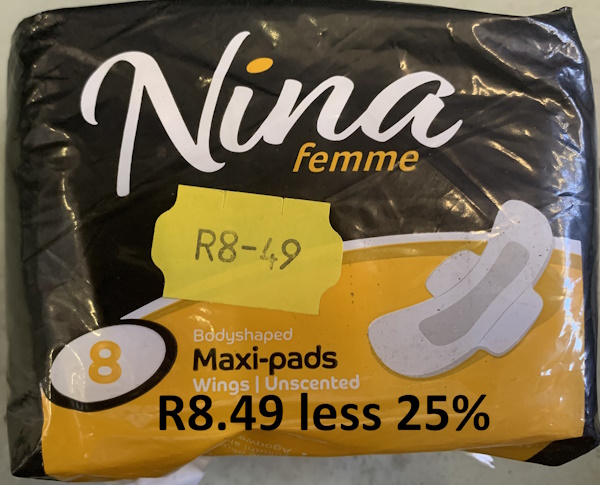 Nina
femme
R8-49
8
Bodyshaped
Maxi-pads
Wings | Unscented
R8.49 less 25%